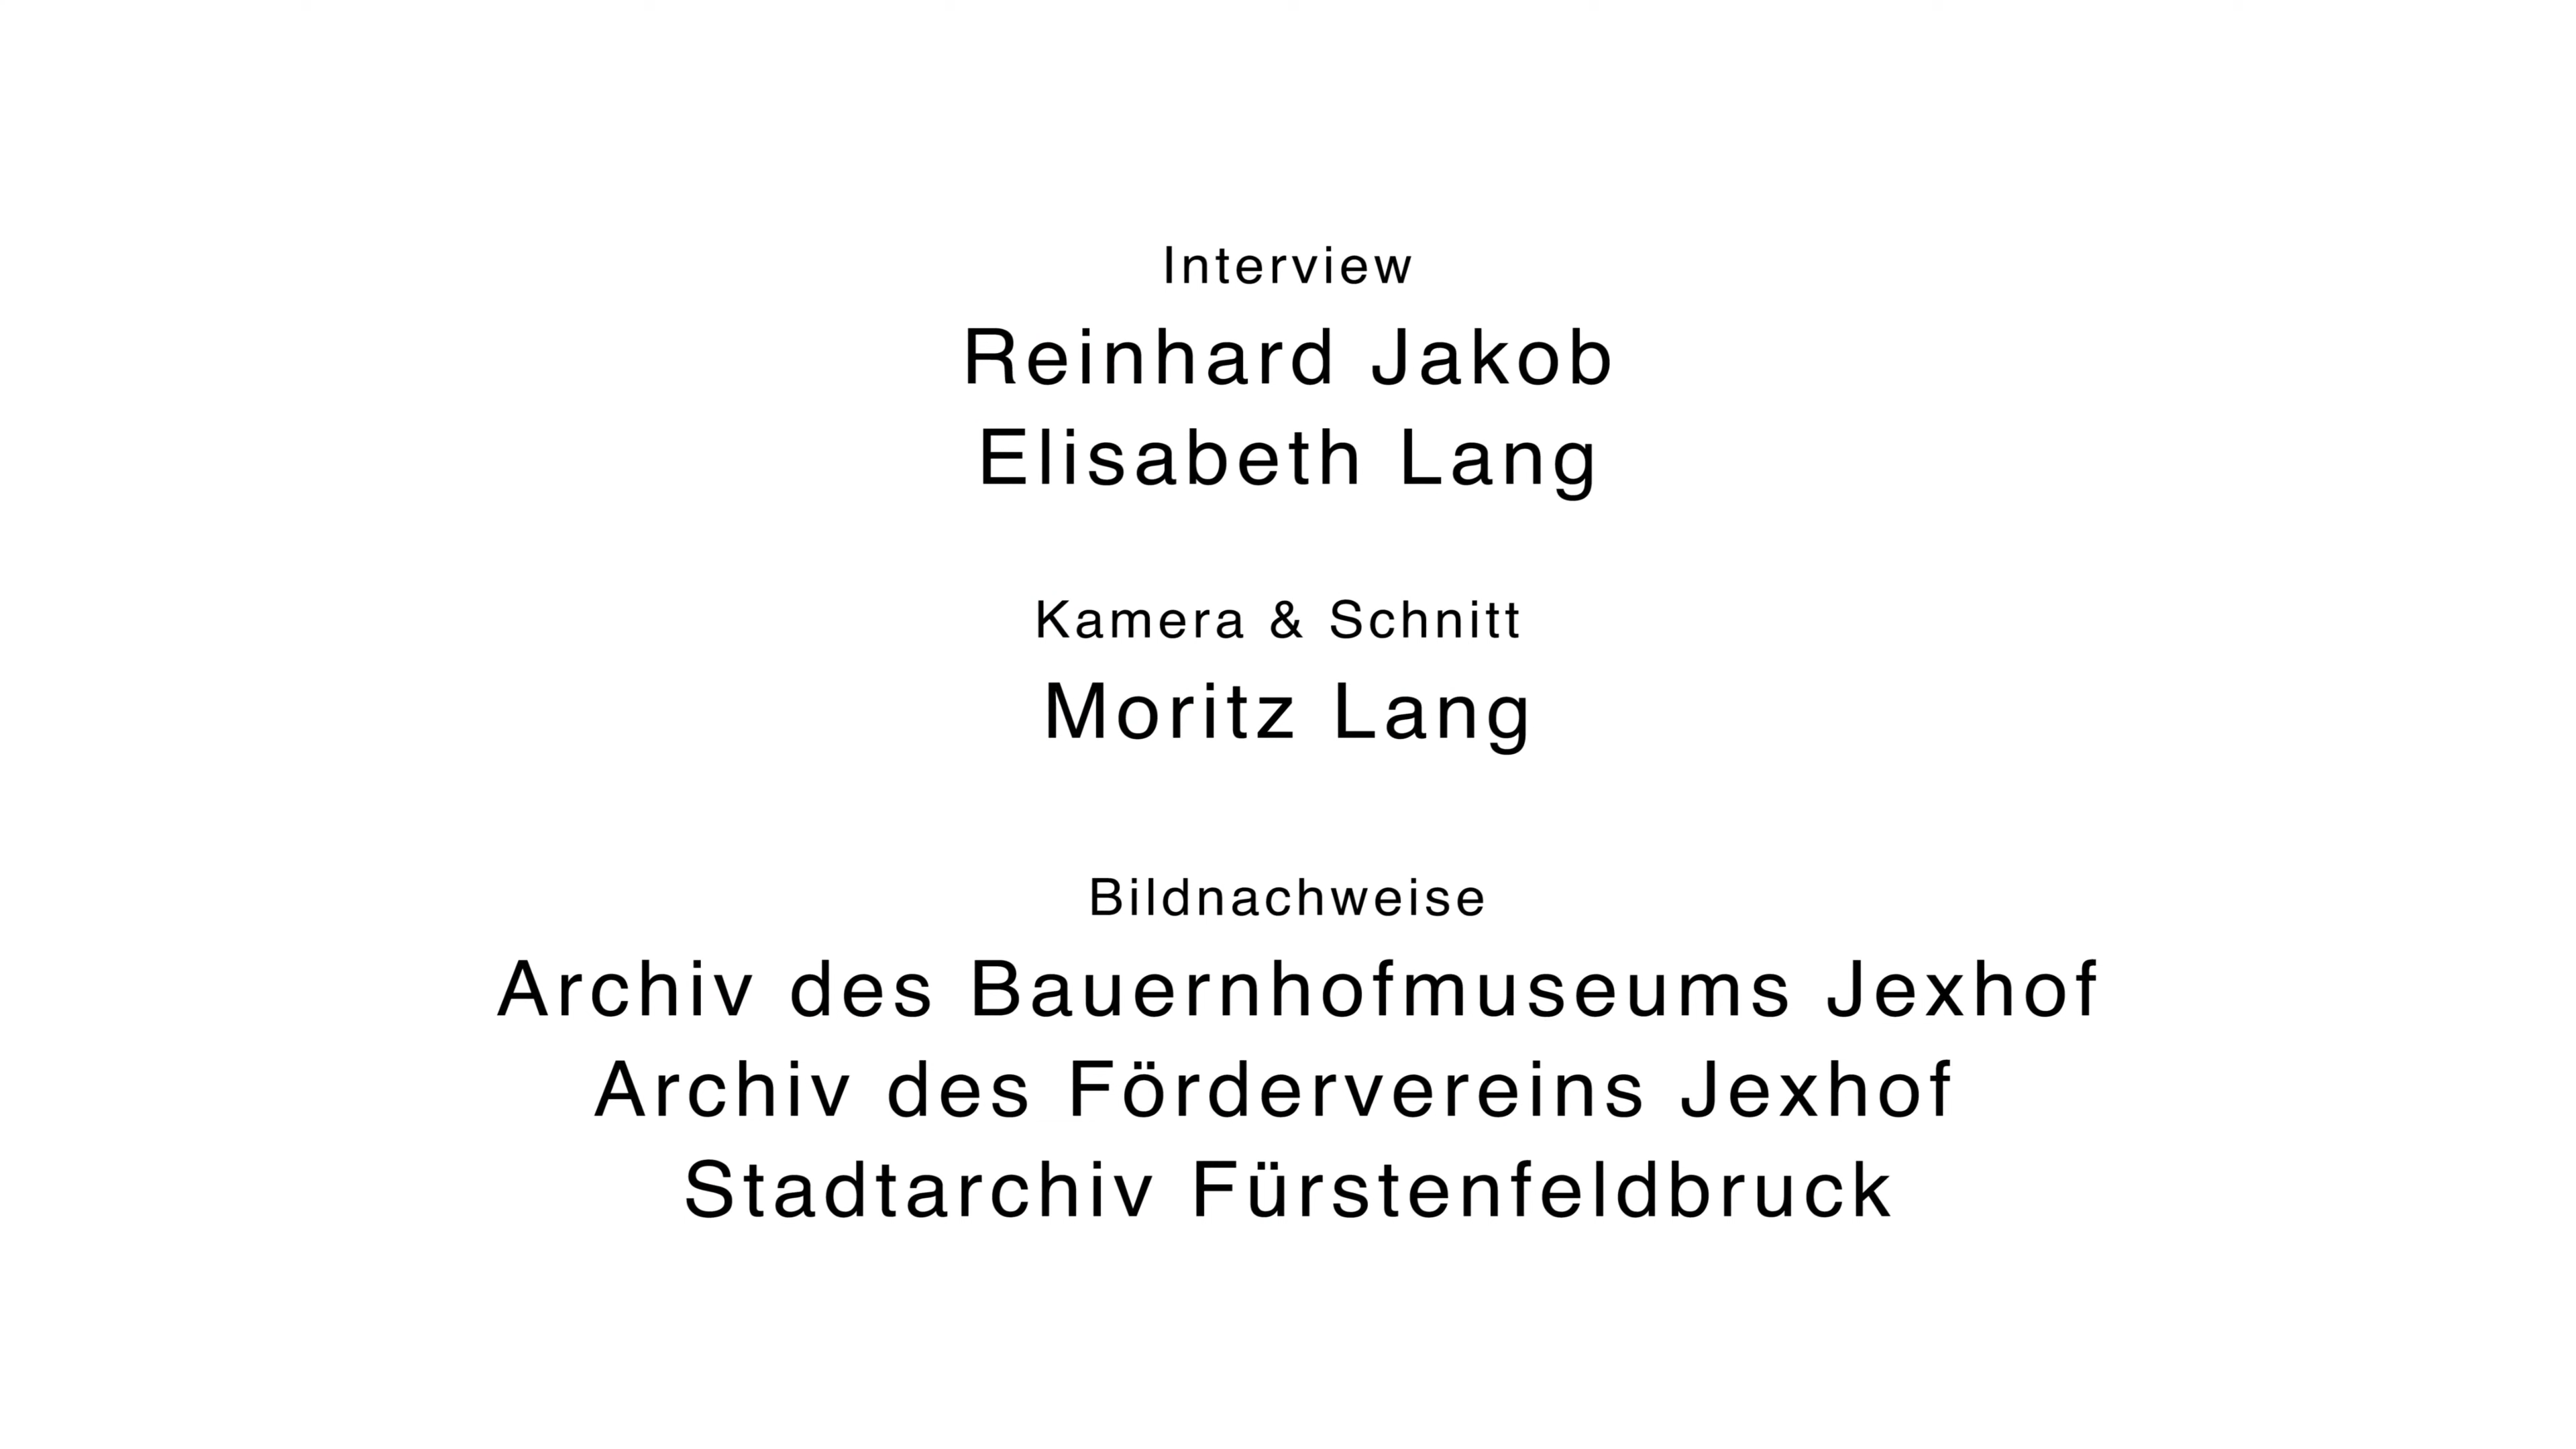 Interview
Reinhard Jakob
Elisabeth Lang
Kamera & Schnitt
Moritz Lang
Bildnachweise
Archiv des Bauernhofmuseums Jexhof
Archiv des Fördervereins Jexhof
Stadtarchiv Fürstenfeldbruck